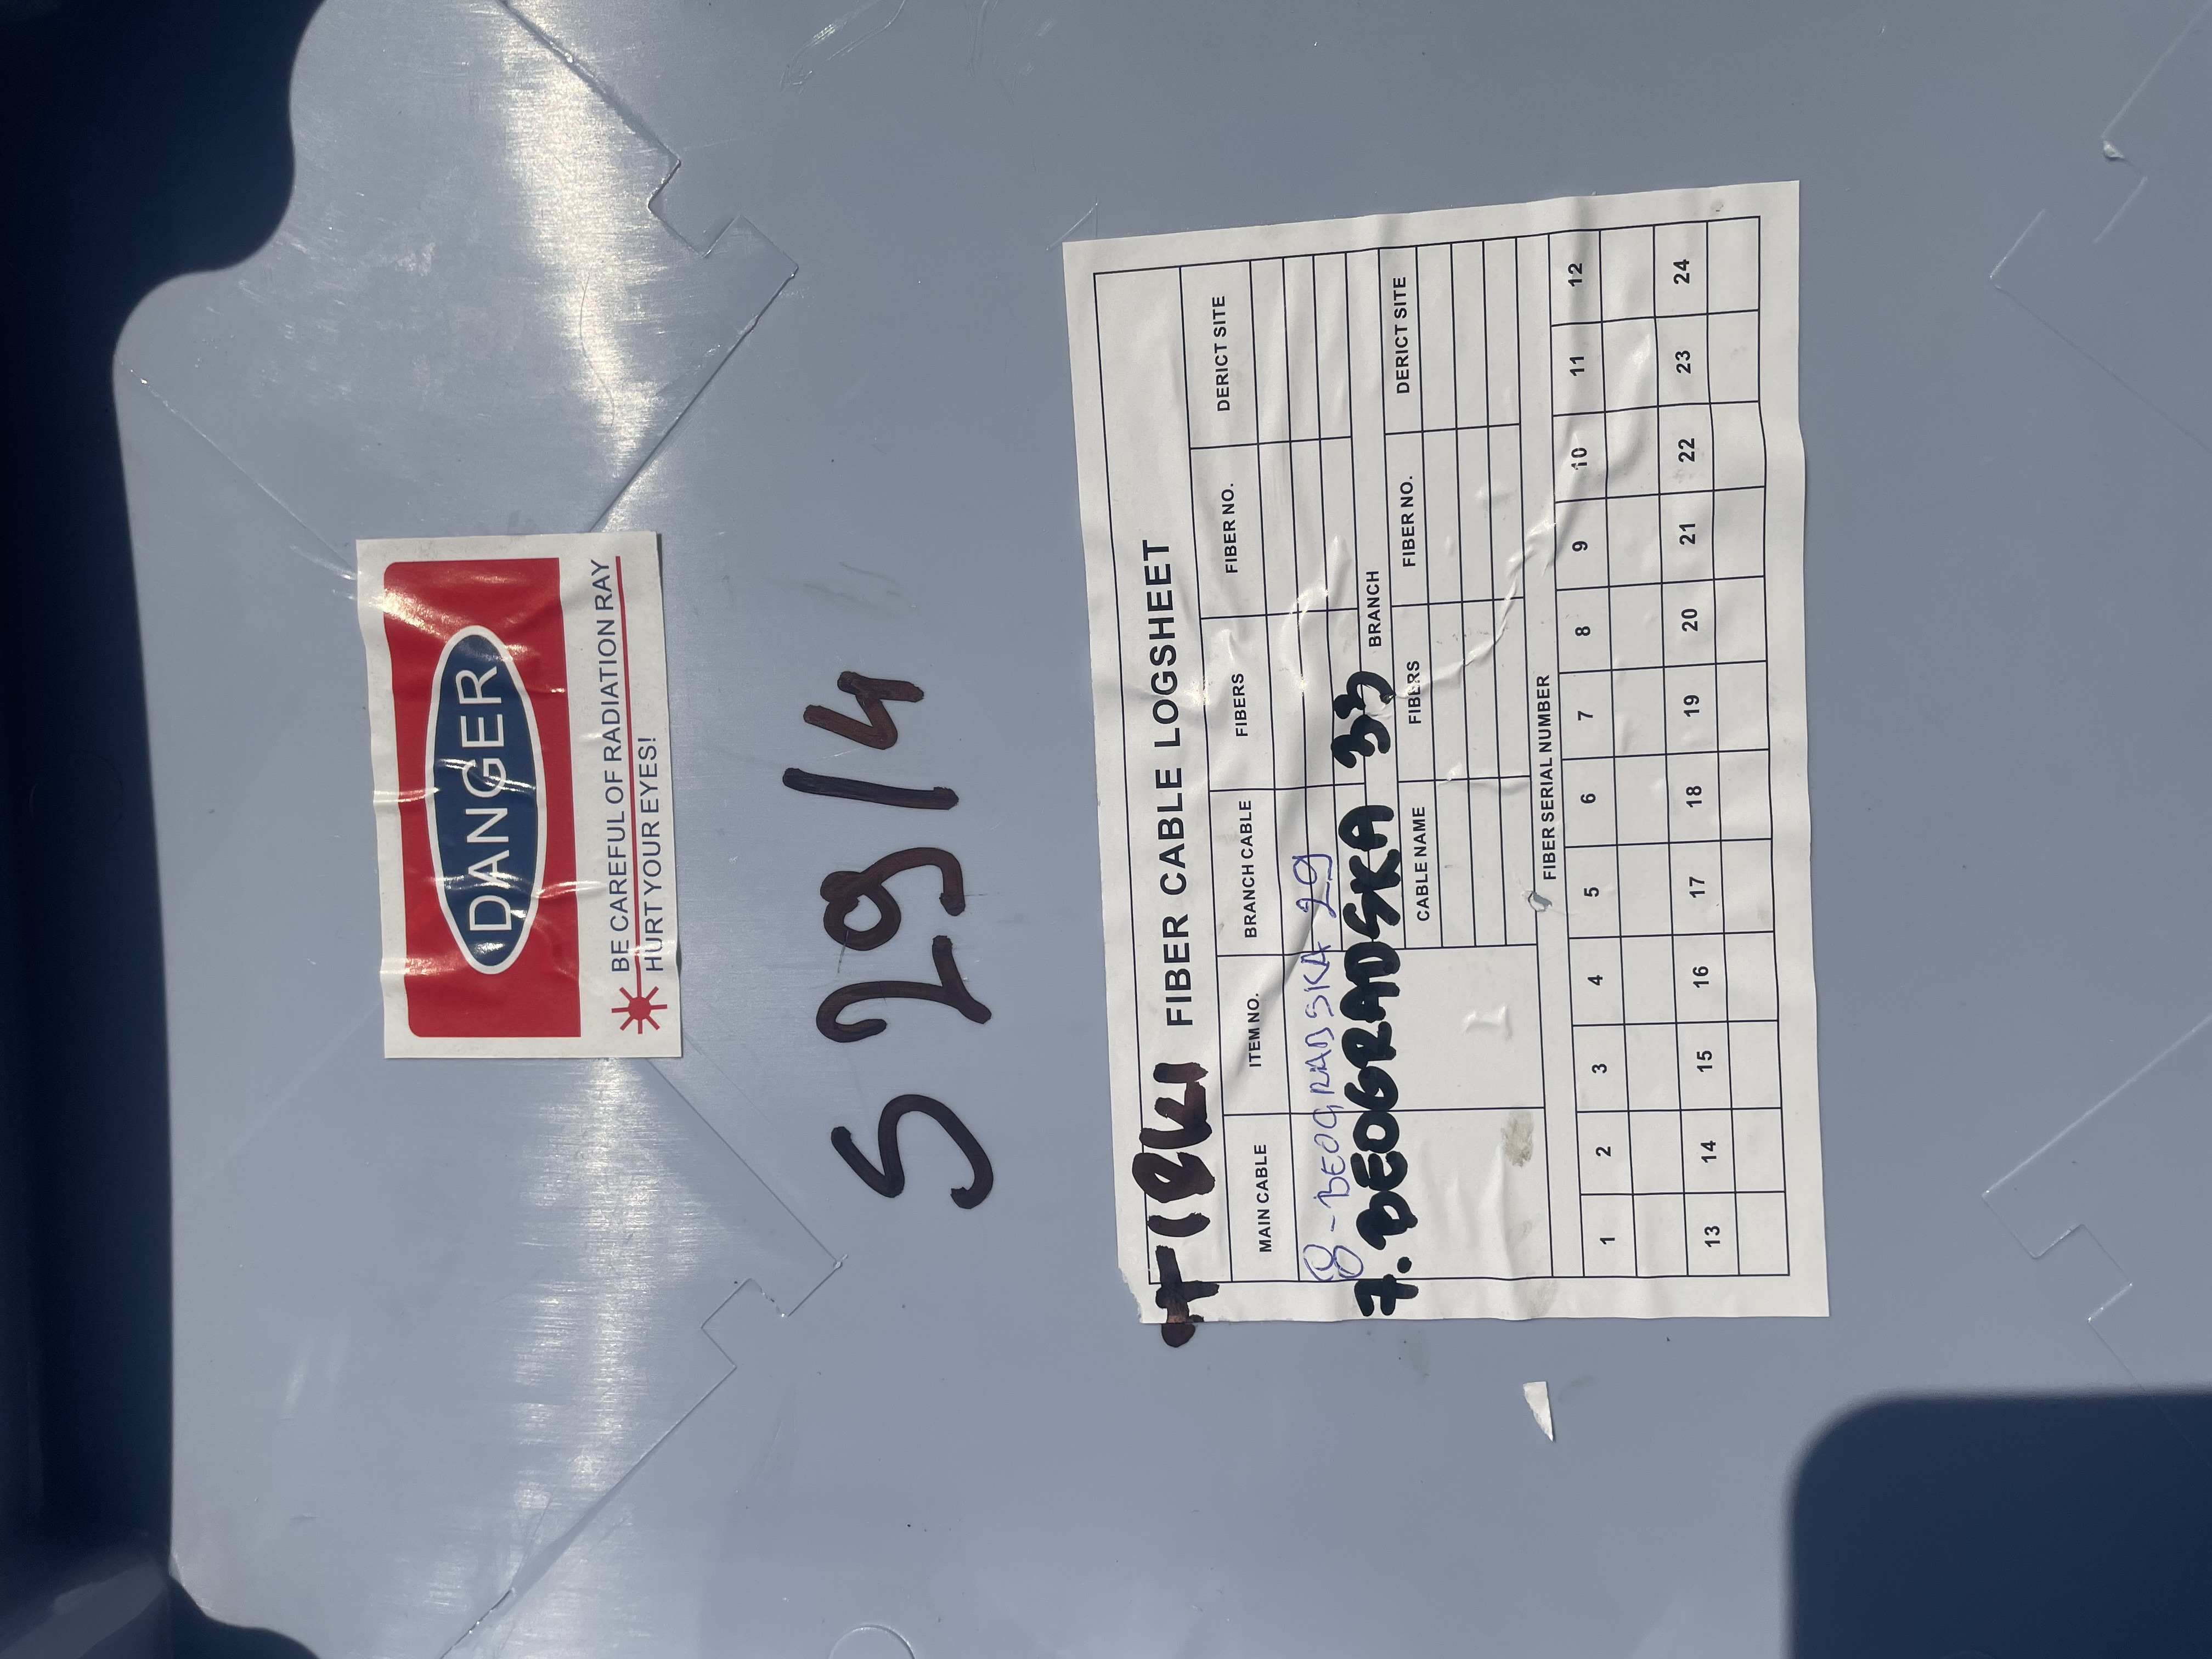 DANGER
BE CAREFUL OF RADIATION RAY
HURT YOUR EYES!
S 29/4
FIBER CABLE LOGSHEET
MAIN CABLE ITEM NO. BRANCH CABLE FIBERS FIBER NO. DERICT SITE
8-BEOGRADSKA 29
7. BEOGRADSKA 33
BRANCH
CABLE NAME FIBERS FIBER NO. DERICT SITE
FIBER SERIAL NUMBER
1 2 3 4 5 6 7 8 9 10 11 12
13 14 15 16 17 18 19 20 21 22 23 24